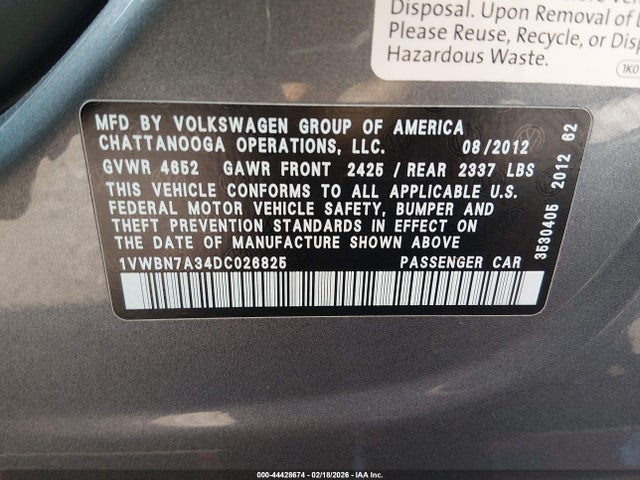 Disposal. Upon Removal of
Please Reuse, Recycle, or
Hazardous Waste.
1K0
MFD BY VOLKSWAGEN GROUP OF AMERICA
CHATTANOOGA OPERATIONS, LLC. 08/2012
GVWR 4652 GAWR FRONT 2425 / REAR 2337 LBS
THIS VEHICLE CONFORMS TO ALL APPLICABLE U.S.
FEDERAL MOTOR VEHICLE SAFETY, BUMPER AND
THEFT PREVENTION STANDARDS IN EFFECT ON
THE DATE OF MANUFACTURE SHOWN ABOVE
1VWBN7A34DC026825 PASSENGER CAR
3530405 2012 62
000-44428674 - 02/18/2026 - IAA Inc.